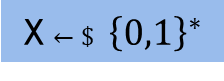 X ←$ {0,1}*